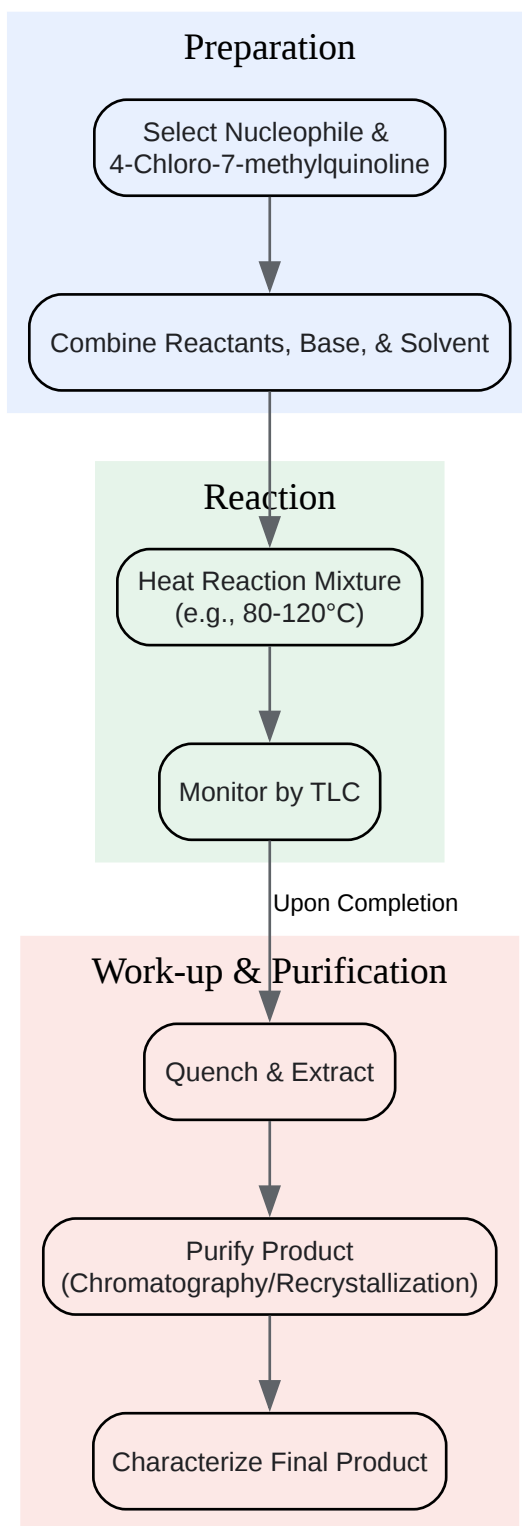 Preparation
Select Nucleophile &
4-Chloro-7-methylquinoline
Combine Reactants, Base, & Solvent
Reaction
Heat Reaction Mixture
(e.g., 80-120°C)
Monitor by TLC
Upon Completion
Work-up & Purification
Quench & Extract
Purify Product
(Chromatography/Recrystallization)
Characterize Final Product